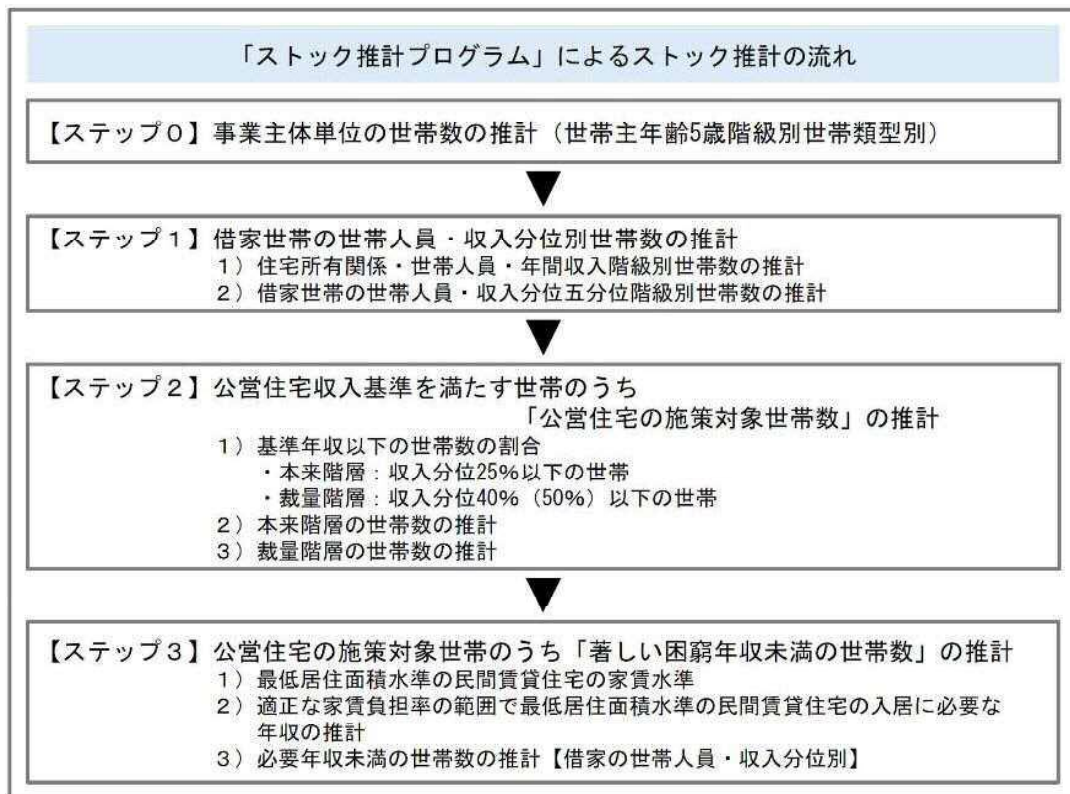 「ストック推計プログラム」によるストック推計の流れ
【ステップ０】事業主体単位の世帯数の推計（世帯主年齢5歳階級別世帯類型別）
【ステップ１】借家世帯の世帯人員・収入分位別世帯数の推計
１）住宅所有関係・世帯人員・年間収入階級別世帯数の推計
２）借家世帯の世帯人員・収入分位五分位階級別世帯数の推計
【ステップ２】公営住宅収入基準を満たす世帯のうち
「公営住宅の施策対象世帯数」の推計
１）基準年収以下の世帯数の割合
・本来階層：収入分位25%以下の世帯
・裁量階層：収入分位40%（50%）以下の世帯
２）本来階層の世帯数の推計
３）裁量階層の世帯数の推計
【ステップ３】公営住宅の施策対象世帯のうち「著しい困窮年収未満の世帯数」の推計
１）最低居住面積水準の民間賃貸住宅の家賃水準
２）適正な家賃負担率の範囲で最低居住面積水準の民間賃貸住宅の入居に必要な
年収の推計
３）必要年収未満の世帯数の推計【借家の世帯人員・収入分位別】